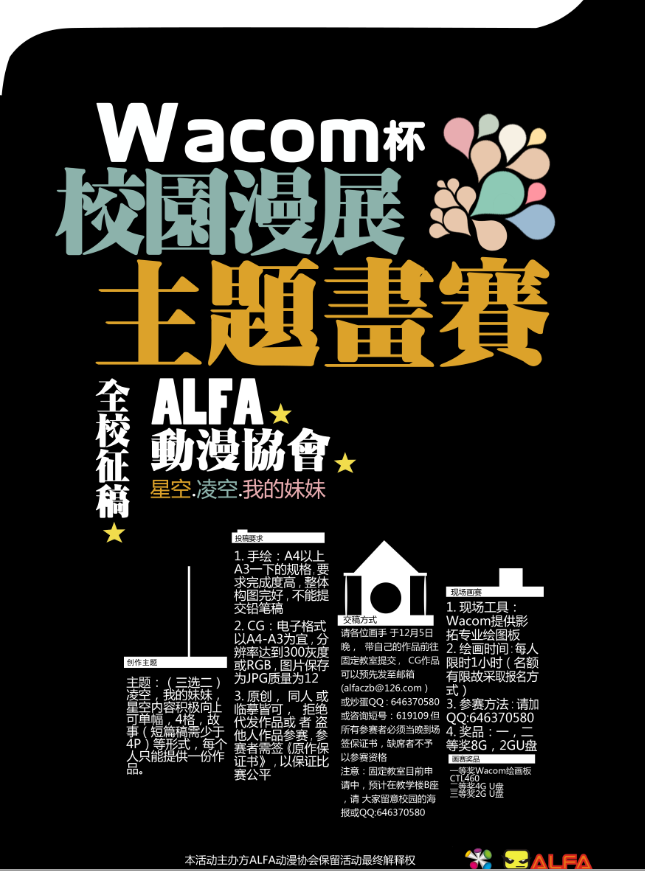 Wacom杯
校園漫展
主題畫賽
全校征稿
ALFA
動漫協會
星空.凌空.我的妹妹
创作主题
主题：（三选二）
凌空，我的妹妹，
星空内容积极向上
可单幅，4格，故
事（短篇稿需少于
4P）等形式，每个
人只能提供一份作
品。
投稿要求
1. 手绘：A4以上
A3一下的规格，要
求完成度高，整体
构图完好，不能提
交铅笔稿
2. CG：电子格式
以A4-A3为宜，分
辨率达到300灰度
或RGB，图片保存
为JPG质量为12
3. 原创， 同人 或
临摹皆可， 拒绝
代发作品或 者 盗
他人作品参赛，参
赛者需签《原作保
证书》，以保证比
赛公平
交稿方式
请各位画手 于12月5日
晚， 带自己的作品前往
固定教室提交， CG作品
可以预先发至邮箱
(alfaczb@126.com )
或炒蛋QQ : 646370580
或咨询短号：619109但
所有参赛者必须当晚到场
签保证书，缺席者不予
以参赛资格
注意：固定教室目前申
请中，预计在教学楼B座
，请 大家留意校园的海
报或QQ:646370580
现场画赛
1. 现场工具：
Wacom提供影
拓专业绘图板
2. 绘画时间：每人
限时1小时（名额
有限故采取报名方
式）
3. 参赛方法：请加
QQ:646370580
4. 奖品：一，二
等奖8G，2GU盘
画赛奖品
一等奖Wacom绘画板
CTL460
二等奖4G U盘
三等奖2G U盘
本活动主办方ALFA动漫协会保留活动最终解释权
ALFA